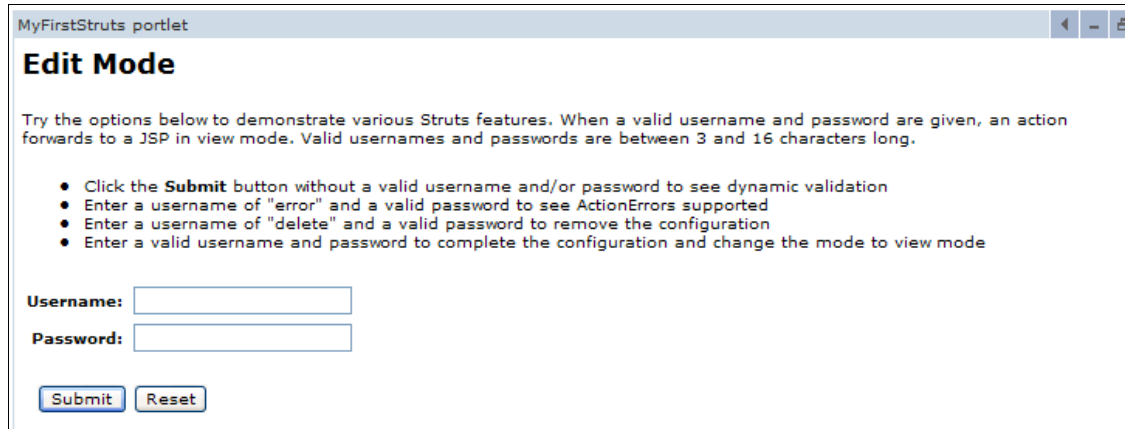 MyFirstStruts portlet
Edit Mode
Try the options below to demonstrate various Struts features. When a valid username and password are given, an action
forwards to a JSP in view mode. Valid usernames and passwords are between 3 and 16 characters long.
• Click the Submit button without a valid username and/or password to see dynamic validation
• Enter a username of "error" and a valid password to see ActionErrors supported
• Enter a username of "delete" and a valid password to remove the configuration
• Enter a valid username and password to complete the configuration and change the mode to view mode
Username:
Password:
Submit Reset